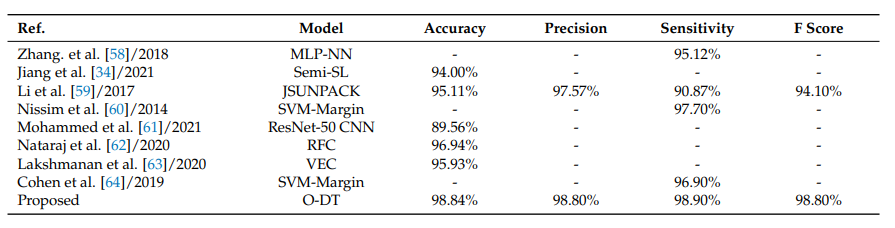 Ref. Model Accuracy Precision Sensitivity F Score
Zhang. et al. [58]/2018 MLP-NN - - 95.12% -
Jiang et al. [34]/2021 Semi-SL 94.00% - - -
Li et al. [59]/2017 JSUNPACK 95.11% 97.57% 90.87% 94.10%
Nissim et al. [60]/2014 SVM-Margin - - 97.70% -
Mohammed et al. [61]/2021 ResNet-50 CNN 89.56% - - -
Nataraj et al. [62]/2020 RFC 96.94% - - -
Lakshmanan et al. [63]/2020 VEC 95.93% - - -
Cohen et al. [64]/2019 SVM-Margin - - 96.90% -
Proposed O-DT 98.84% 98.80% 98.90% 98.80%